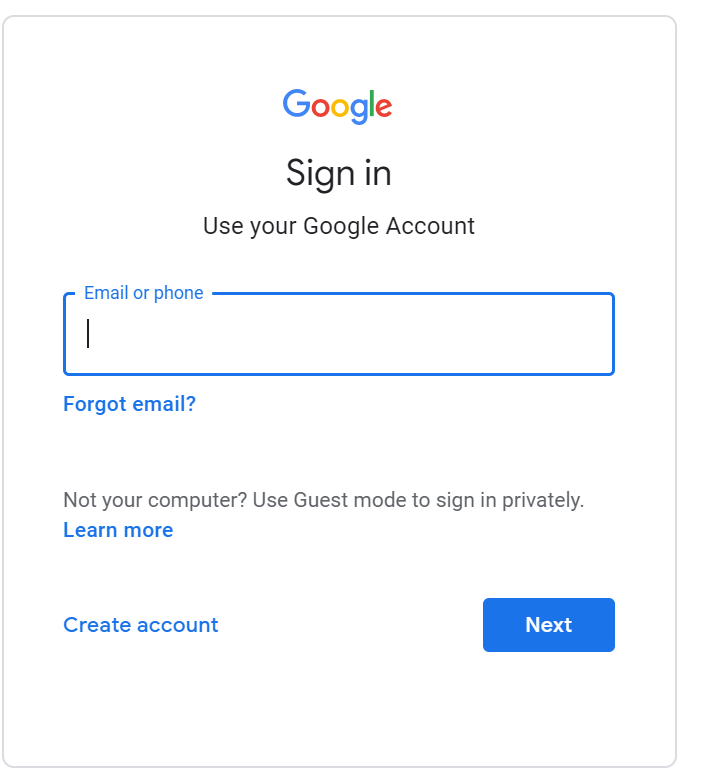 Google
Sign in
Use your Google Account
Email or phone
Forgot email?
Not your computer? Use Guest mode to sign in privately.
Learn more
Create account
Next